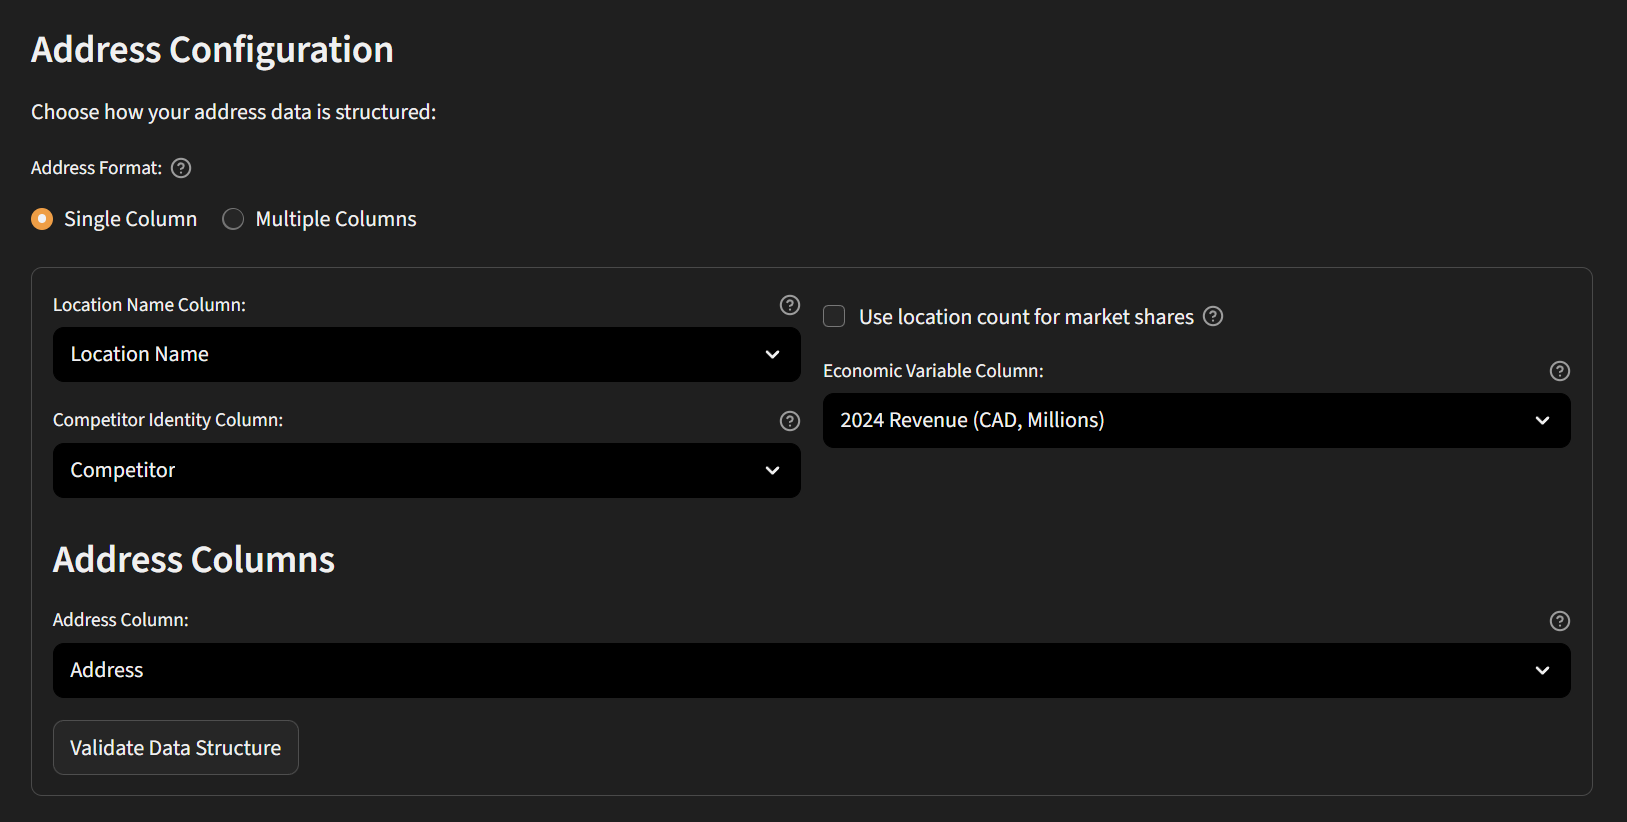 Address Configuration
Choose how your address data is structured:
Address Format:
Single Column
Multiple Columns
Location Name Column:
Location Name
Competitor Identity Column:
Competitor
Use location count for market shares
Economic Variable Column:
2024 Revenue (CAD, Millions)
Address Columns
Address Column:
Address
Validate Data Structure